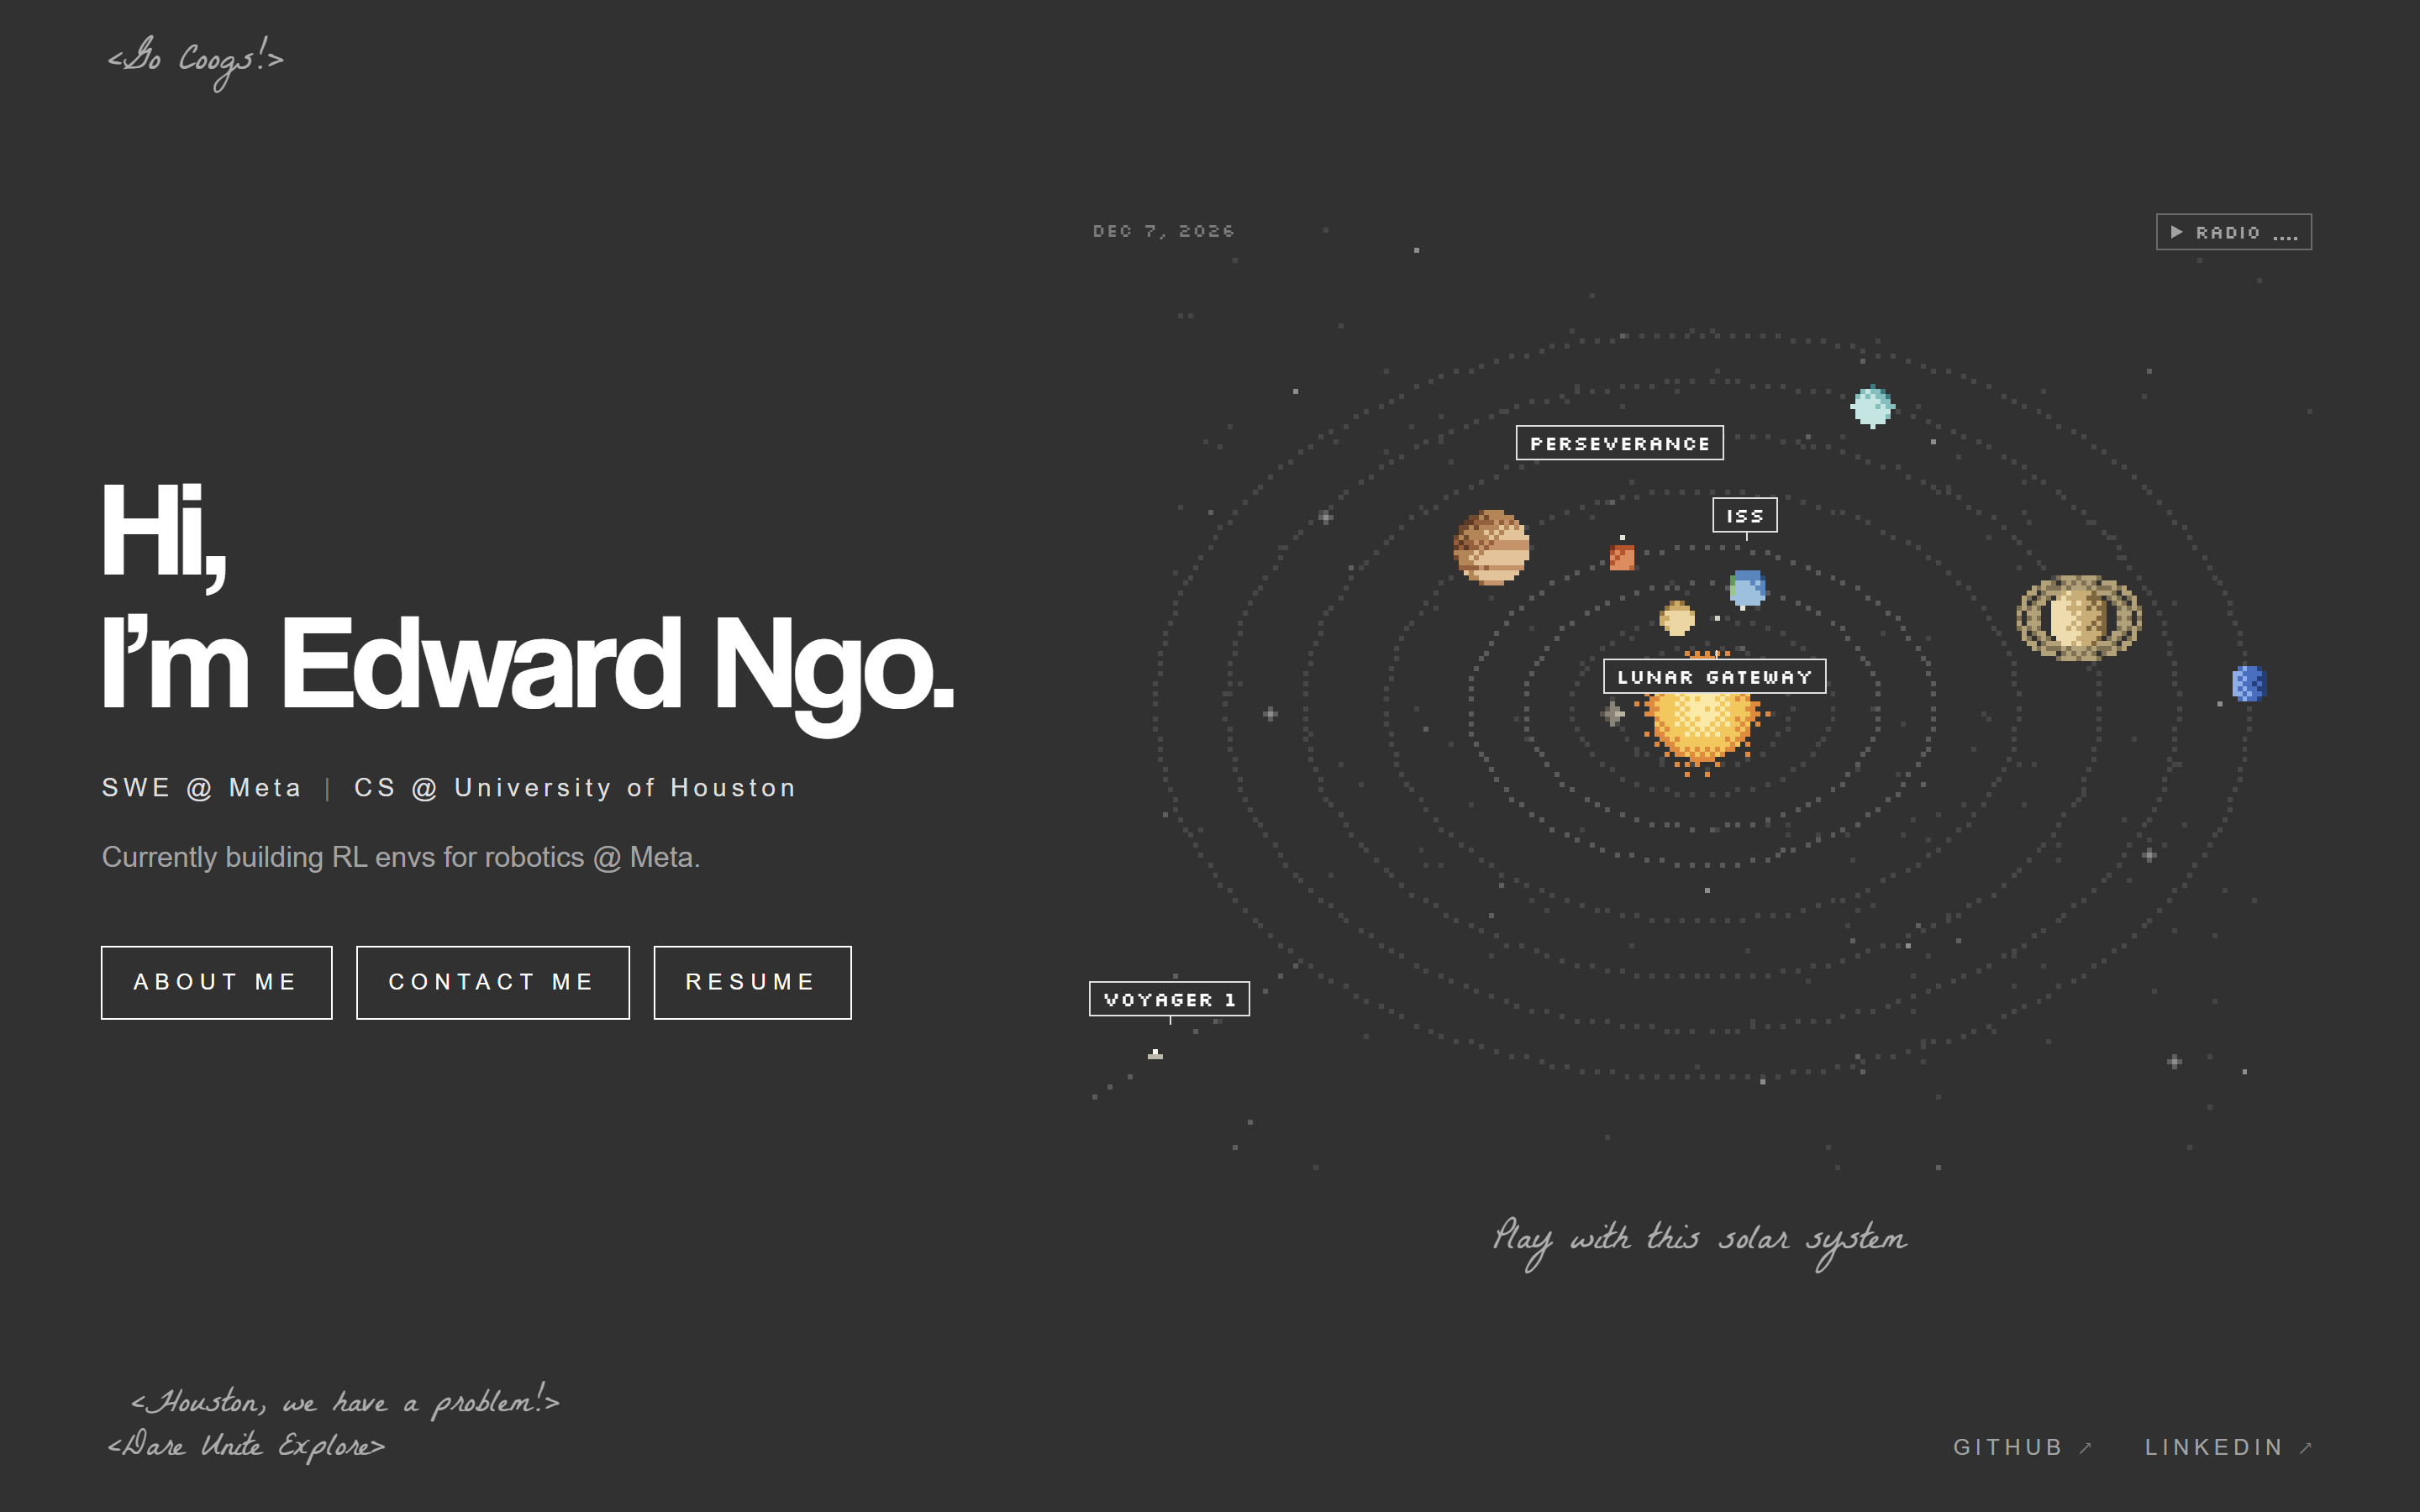 <Go Coogs!>
DEC 7, 2026
▶ RADIO ....
PERSEVERANCE
ISS
Hi,
I’m Edward Ngo.
LUNAR GATEWAY
SWE @ Meta | CS @ University of Houston
Currently building RL envs for robotics @ Meta.
ABOUT ME
CONTACT ME
RESUME
VOYAGER 1
Play with this solar system
<Houston, we have a problem!>
<Dare Unite Explore>
GITHUB ↗
LINKEDIN ↗